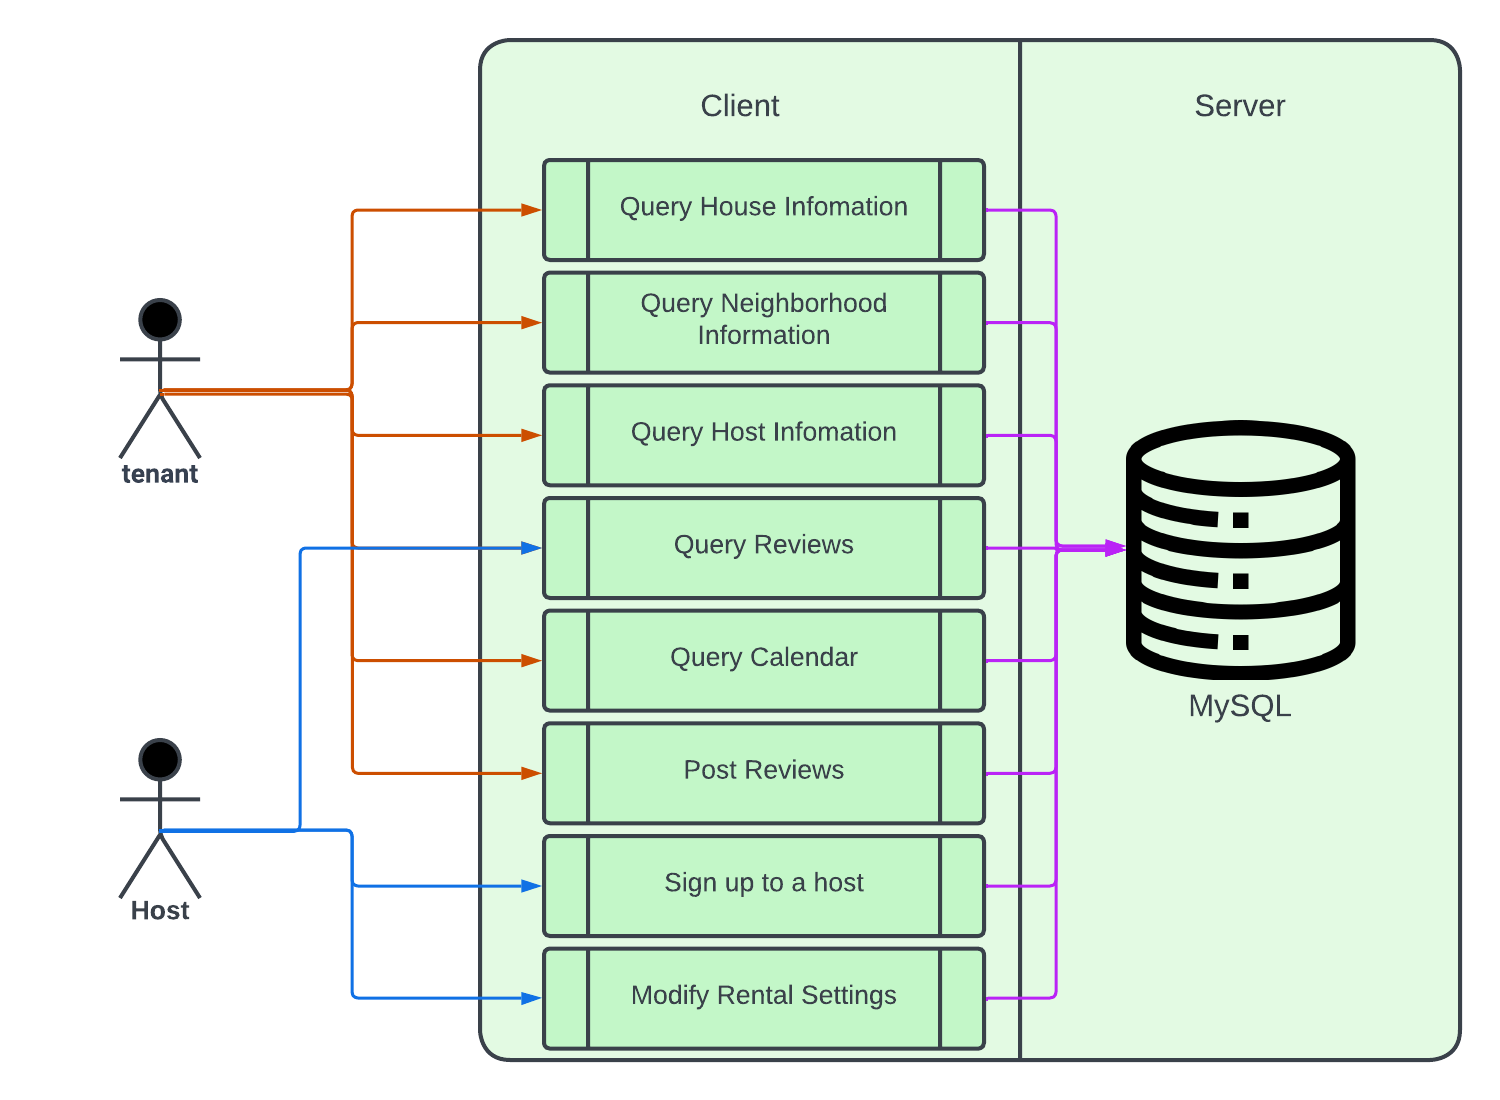 Client
Server
Query House Infomation
Query Neighborhood
Information
Query Host Infomation
Query Reviews
Query Calendar
Post Reviews
Sign up to a host
Modify Rental Settings
tenant
Host
MySQL